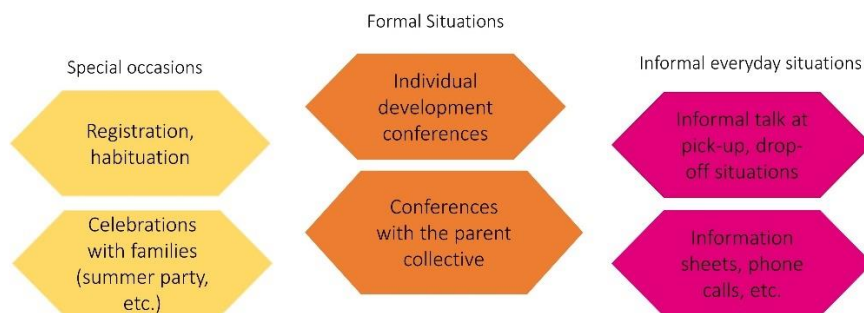 Special occasions
Registration,
habituation
Celebrations
with families
(summer party,
etc.)
Formal Situations
Individual
development
conferences
Conferences
with the parent
collective
Informal everyday situations
Informal talk at
pick-up, drop-
off situations
Information
sheets, phone
calls, etc.